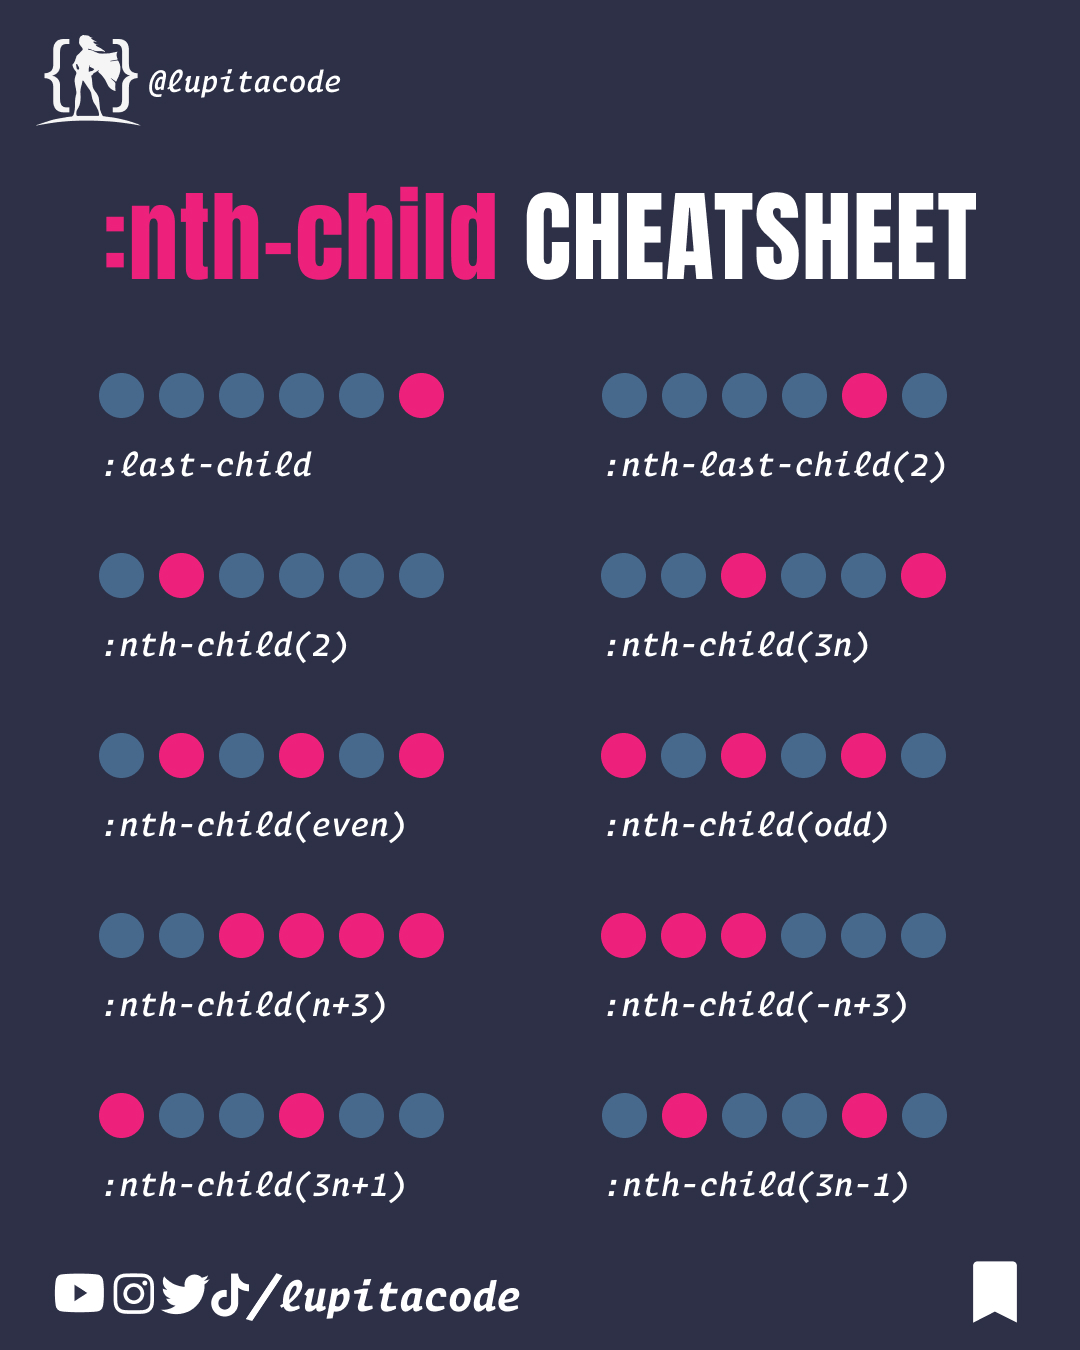 @lupitacode
:nth-child CHEATSHEET
:last-child
:nth-last-child(2)
:nth-child(2)
:nth-child(3n)
:nth-child(even)
:nth-child(odd)
:nth-child(n+3)
:nth-child(-n+3)
:nth-child(3n+1)
:nth-child(3n-1)
/lupitacode